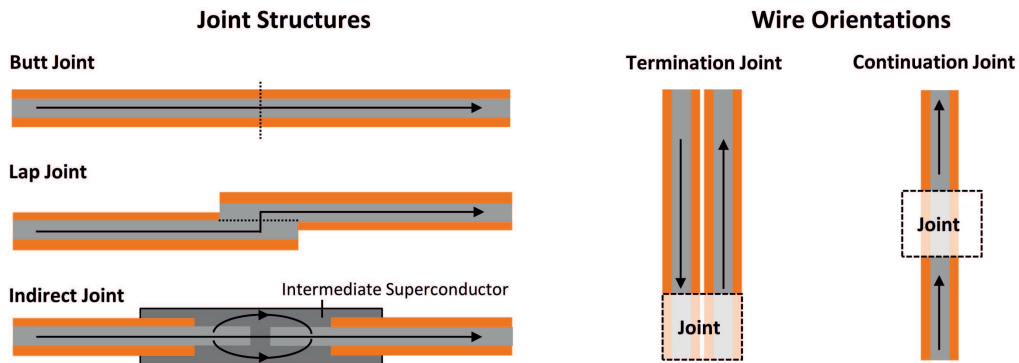 Joint Structures
Butt Joint
Lap Joint
Indirect Joint
Intermediate Superconductor
Wire Orientations
Termination Joint
Continuation Joint
Joint
Joint